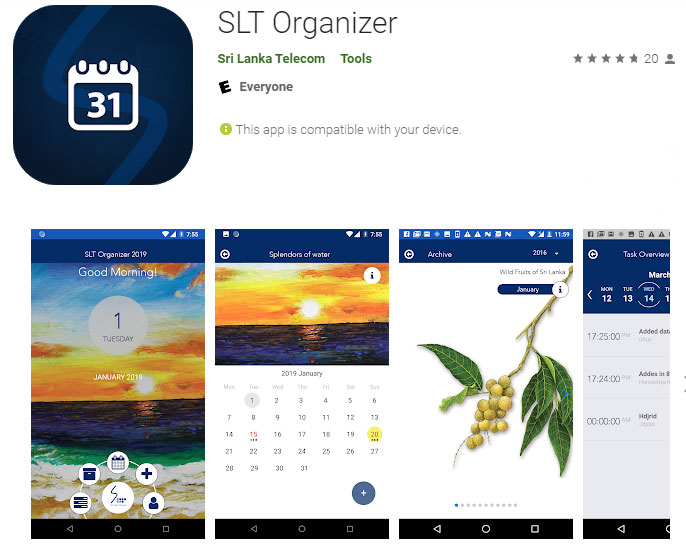 SLT Organizer
Sri Lanka Telecom Tools
20
E Everyone
This app is compatible with your device.
31
7:55
SLT Organizer 2019
Good Morning!
1
TUESDAY
JANUARY 2019
7:55
Splendors of water
2019 January
Mon Tue Wed Thu Fri Sat Sun
1 2 3 4 5 6
7 8 9 10 11 12 13
14 15 16 17 18 19 20
21 22 23 24 25 26 27
28 29 30 31
11:59
Archive 2016
Wild Fruits of Sri Lanka
January
Task Overview
March
MON TUE WED THU
12 13 14 15
17:25:00 PM Added data
17:24:00 PM Addes in 8
00:00:00 AM Hdjrid